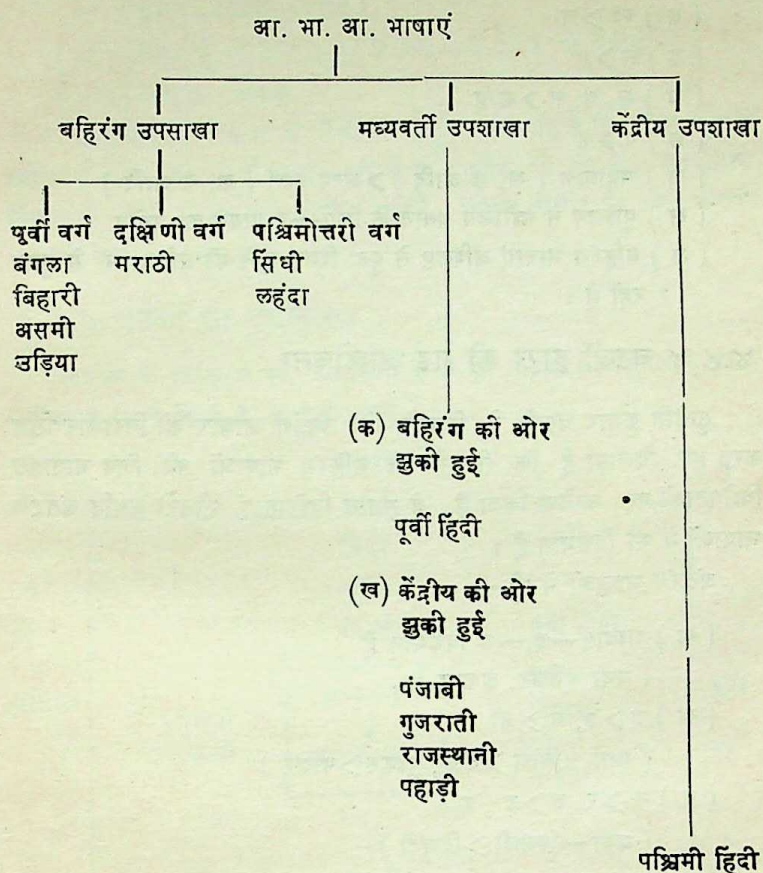 आ. भा. आ. भाषाएं
बहिरंग उपसाखा मध्यवर्ती उपशाखा केंद्रीय उपशाखा
पूर्वी वर्ग दक्षिणी वर्ग पश्चिमोत्तरी वर्ग
बंगला मराठी सिंधी
बिहारी लहंदा
असमी
उड़िया
(क) बहिरंग की ओर
झुकी हुई
पूर्वी हिंदी
(ख) केंद्रीय की ओर
झुकी हुई
पंजाबी
गुजराती
राजस्थानी
पहाड़ी
पश्चिमी हिंदी